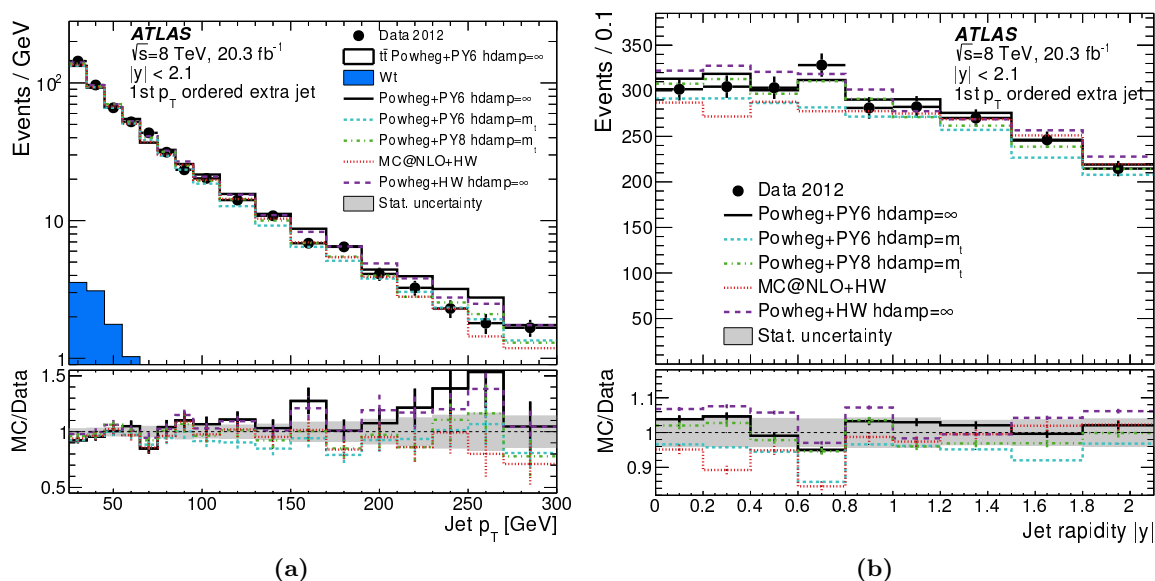 ATLAS
√s=8 TeV, 20.3 fb⁻¹
|y| < 2.1
1st p_T ordered extra jet
Data 2012
tt̄ Powheg+PY6 hdamp=∞
Wt
Powheg+PY6 hdamp=∞
Powheg+PY6 hdamp=m_t
Powheg+PY8 hdamp=m_t
MC@NLO+HW
Powheg+HW hdamp=∞
Stat. uncertainty
Events / GeV
10²
10
1
MC/Data
1.5
1
0.5
50 100 150 200 250 300
Jet p_T [GeV]
(a)
ATLAS
√s=8 TeV, 20.3 fb⁻¹
|y| < 2.1
1st p_T ordered extra jet
Events / 0.1
350
300
250
200
150
100
50
Data 2012
Powheg+PY6 hdamp=∞
Powheg+PY6 hdamp=m_t
Powheg+PY8 hdamp=m_t
MC@NLO+HW
Powheg+HW hdamp=∞
Stat. uncertainty
MC/Data
1.1
1
0.9
0 0.2 0.4 0.6 0.8 1 1.2 1.4 1.6 1.8 2
Jet rapidity |y|
(b)